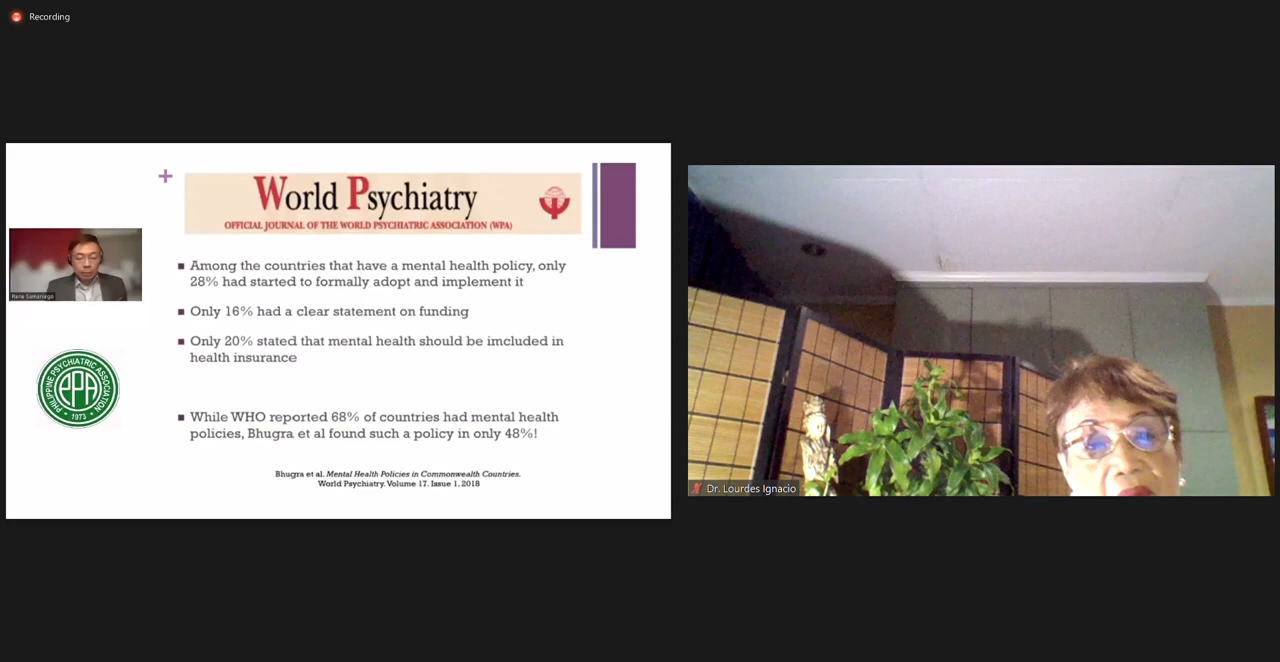 Recording
World Psychiatry
OFFICIAL JOURNAL OF THE WORLD PSYCHIATRIC ASSOCIATION (WPA)
Among the countries that have a mental health policy, only
28% had started to formally adopt and implement it
Only 16% had a clear statement on funding
Only 20% stated that mental health should be imcluded in
health insurance
While WHO reported 68% of countries had mental health
policies, Bhugra et al found such a policy in only 48%!
Bhugra et al. Mental Health Policies in Commonwealth Countries.
World Psychiatry. Volume 17. Issue 1. 2018
Rene Samaniego
PHILIPPINE PSYCHIATRIC ASSOCIATION
PPA
1973
Dr. Lourdes Ignacio